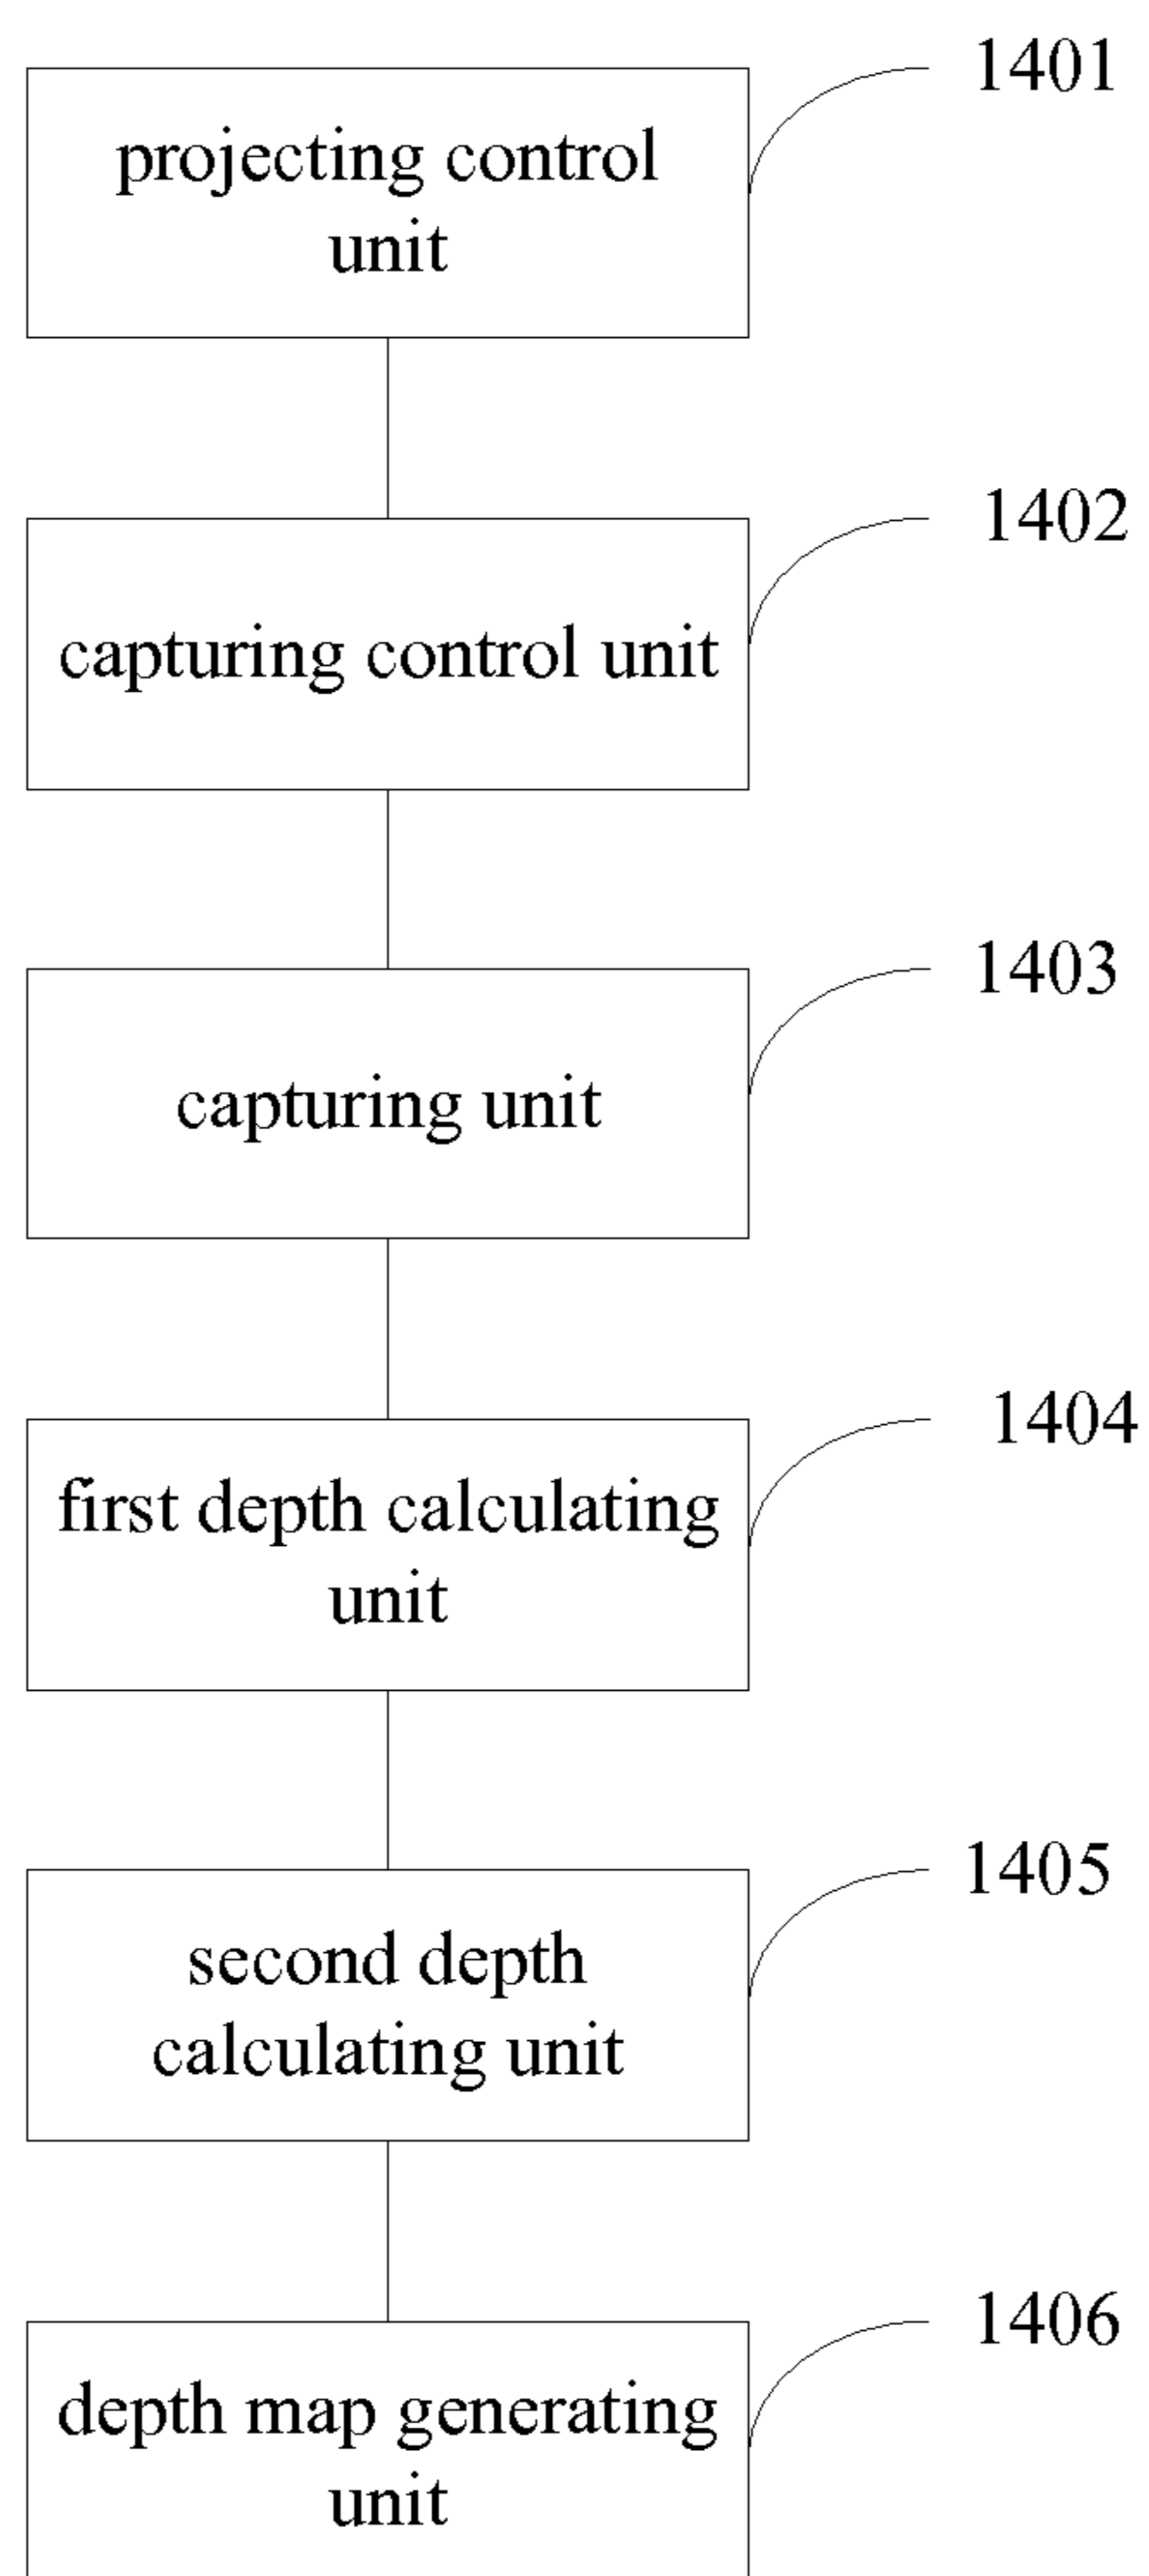 1401
projecting control
unit
1402
capturing control unit
1403
capturing unit
1404
first depth calculating
unit
1405
second depth
calculating unit
1406
depth map generating
unit